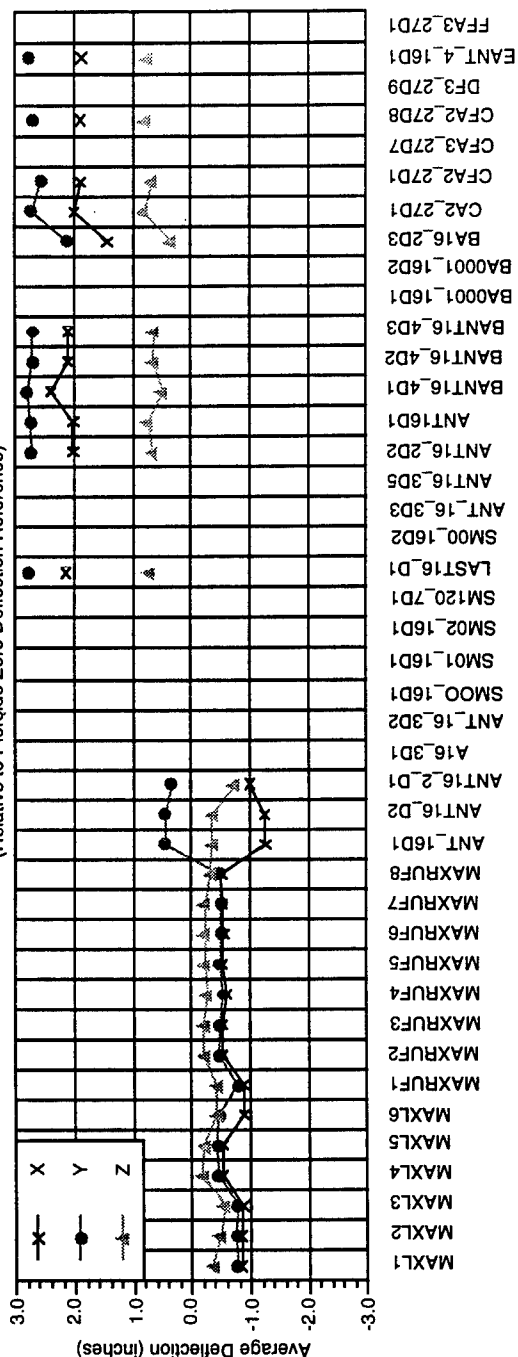 (Relative to Zero Deflection Reference)
Average Deflection (inches)
3.0
2.0
1.0
0.0
-1.0
-2.0
-3.0
X
Y
Z
MAXL1
MAXL2
MAXL3
MAXL4
MAXL5
MAXL6
MAXRUF1
MAXRUF2
MAXRUF3
MAXRUF4
MAXRUF5
MAXRUF6
MAXRUF7
MAXRUF8
ANT_16D1
ANT16_D2
ANT16_2_D1
A16_3D1
ANT_16_3D2
SMOO_16D1
SM01_16D1
SM02_16D1
SM120_7D1
LAST16_D1
SM00_16D2
ANT_16_3D3
ANT16_3D5
ANT16_2D2
ANT16D1
BANT16_4D1
BANT16_4D2
BANT16_4D3
BA0001_16D1
BA0001_16D2
BA16_2D3
CA2_27D1
CFA2_27D1
CFA3_27D7
CFA2_27D8
DF3_27D9
EANT_4_16D1
FFA3_27D1